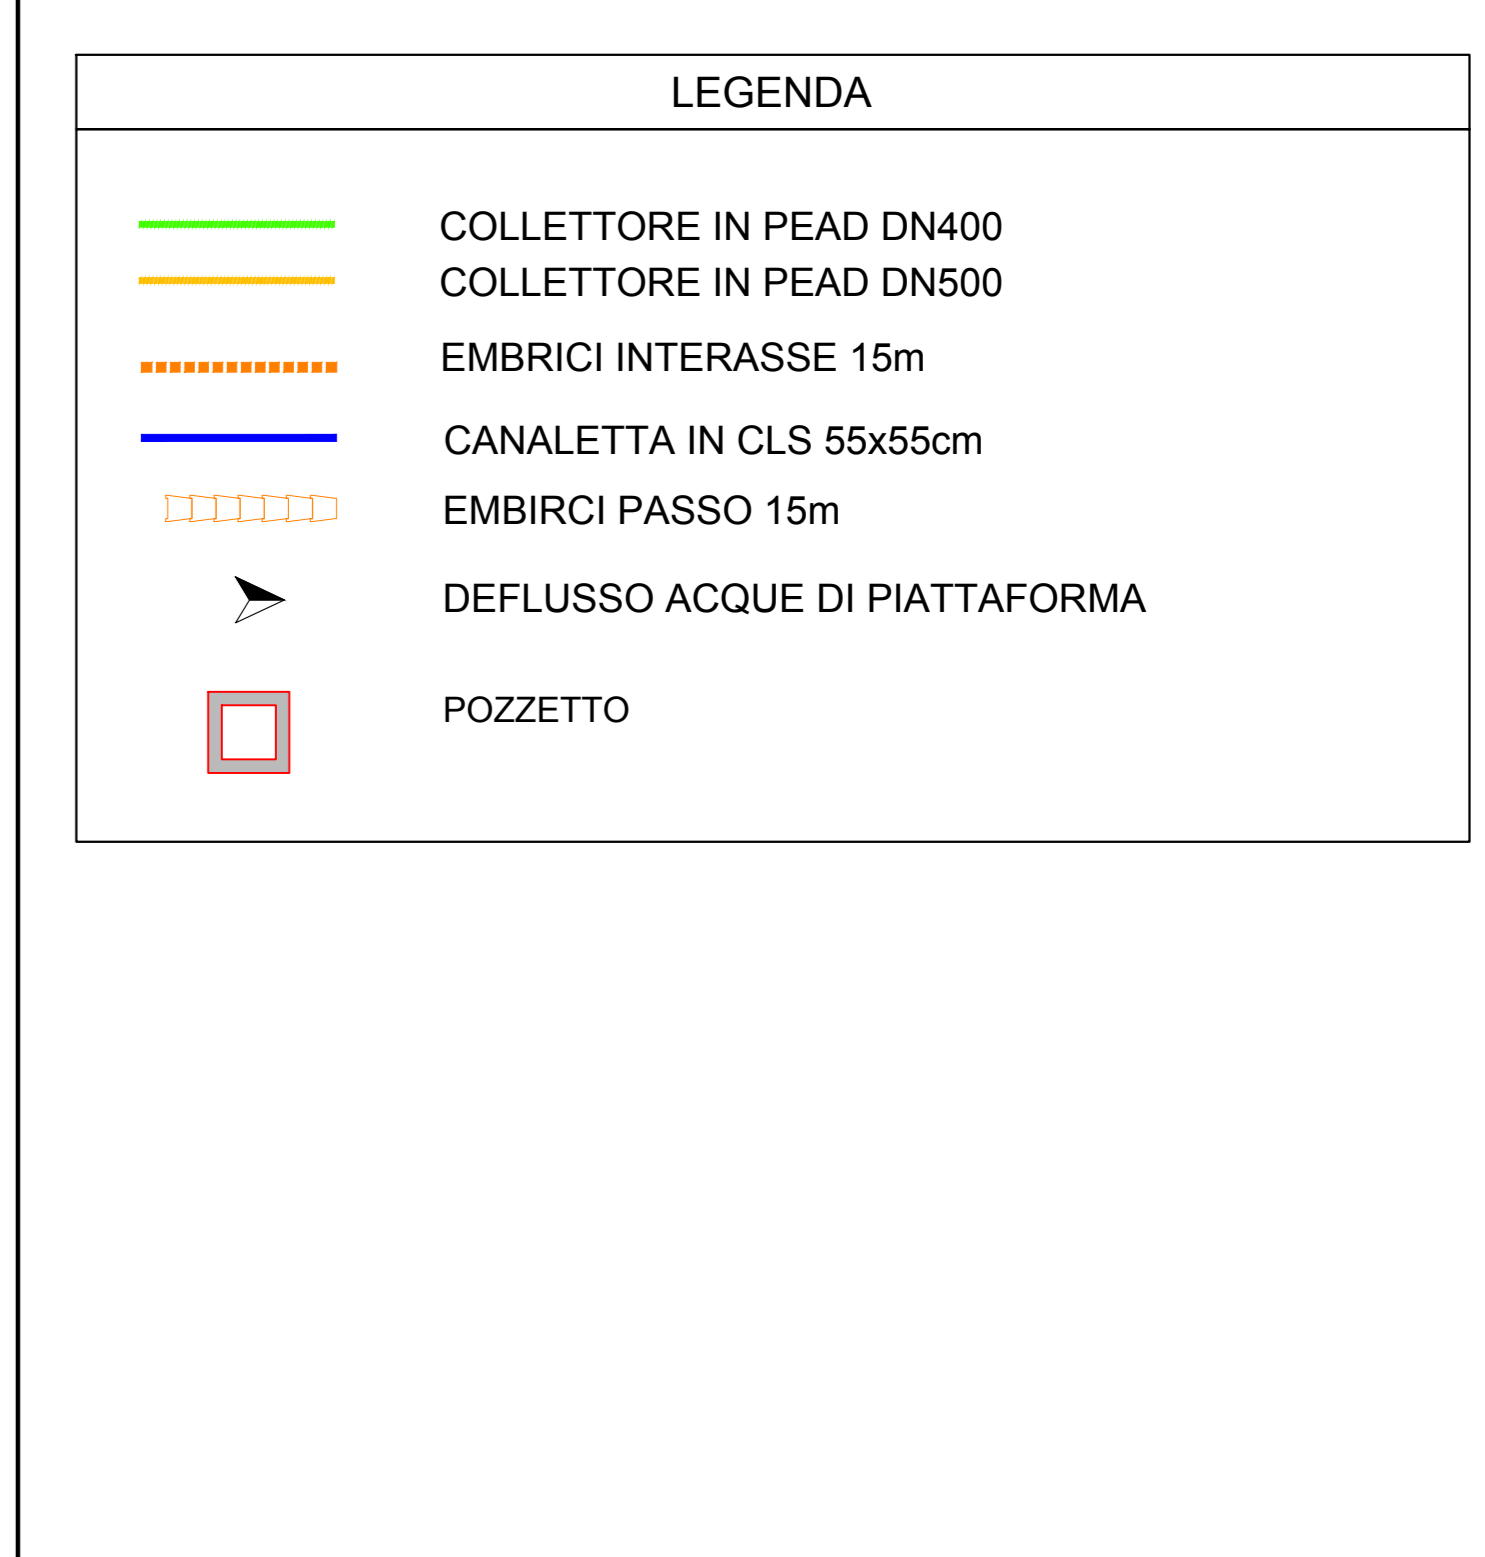 LEGENDA
COLLETTORE IN PEAD DN400
COLLETTORE IN PEAD DN500
EMBRICI INTERASSE 15m
CANALETTA IN CLS 55x55cm
EMBIRCI PASSO 15m
DEFLUSSO ACQUE DI PIATTAFORMA
POZZETTO